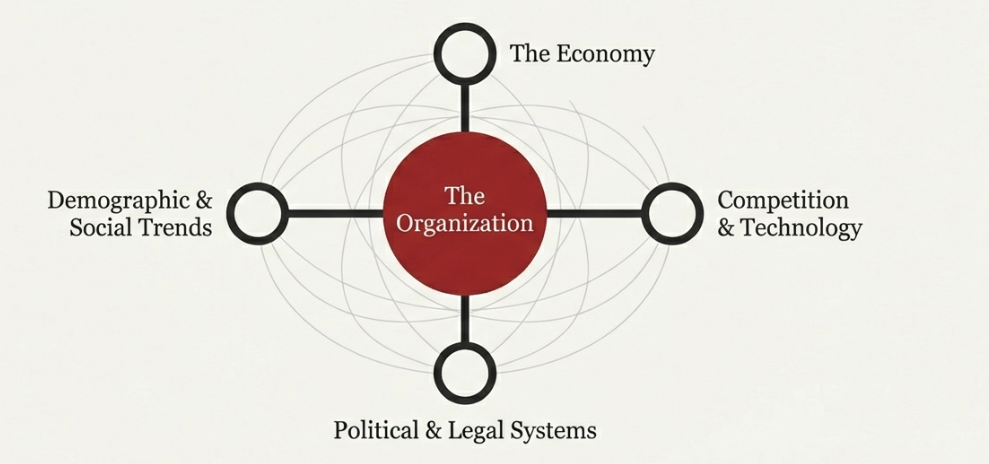 The Economy
Demographic &
Social Trends
The
Organization
Competition
& Technology
Political & Legal Systems